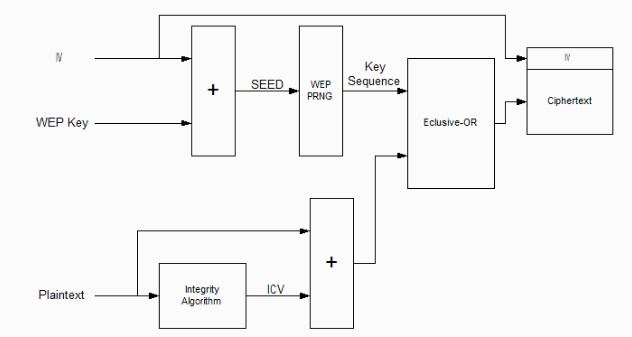 IV
IV
+
SEED
WEP
PRNG
Key
Sequence
Eclusive-OR
Ciphertext
WEP Key
+
Plaintext
Integrity
Algorithm
ICV